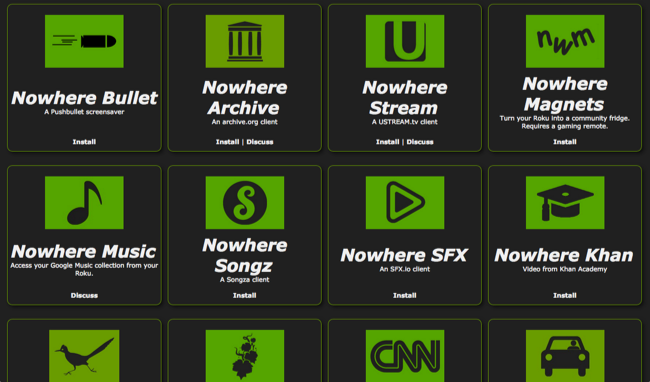 U
nwm
Nowhere Bullet
A Pushbullet screensaver
Install
Nowhere
Archive
An archive.org client
Install | Discuss
Nowhere
Stream
A USTREAM.tv client
Install | Discuss
Nowhere
Magnets
Turn your Roku into a community fridge.
Requires a gaming remote.
Install
S
Nowhere Music
Access your Google Music collection from your
Roku.
Discuss
Nowhere
Songz
A Songza client
Install
Nowhere SFX
An SFX.io client
Install
Nowhere Khan
Video from Khan Academy
Install
CNN